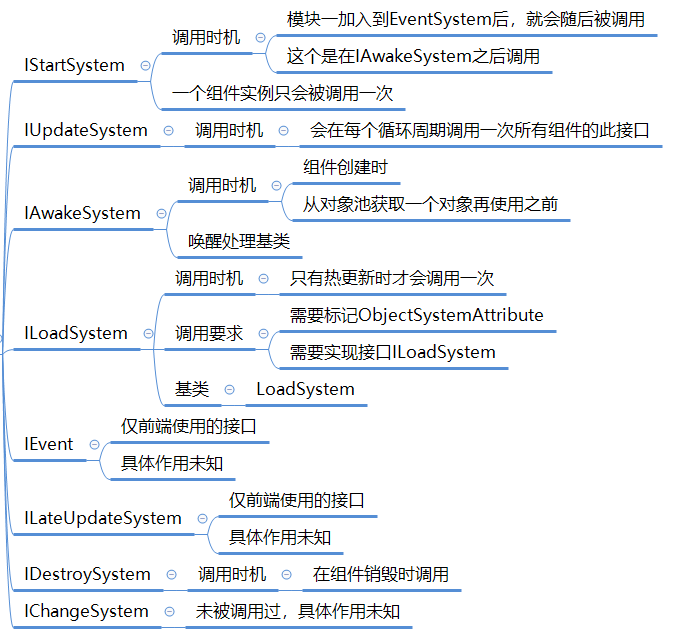 IStartSystem
调用时机
模块一加入到EventSystem后，就会随后被调用
这个是在IAwakeSystem之后调用
一个组件实例只会被调用一次
IUpdateSystem
调用时机
会在每个循环周期调用一次所有组件的此接口
IAwakeSystem
调用时机
组件创建时
从对象池获取一个对象再使用之前
唤醒处理基类
ILoadSystem
调用时机
只有热更新时才会调用一次
调用要求
需要标记ObjectSystemAttribute
需要实现接口ILoadSystem
基类
LoadSystem
IEvent
仅前端使用的接口
具体作用未知
ILateUpdateSystem
仅前端使用的接口
具体作用未知
IDestroySystem
调用时机
在组件销毁时调用
IChangeSystem
未被调用过，具体作用未知